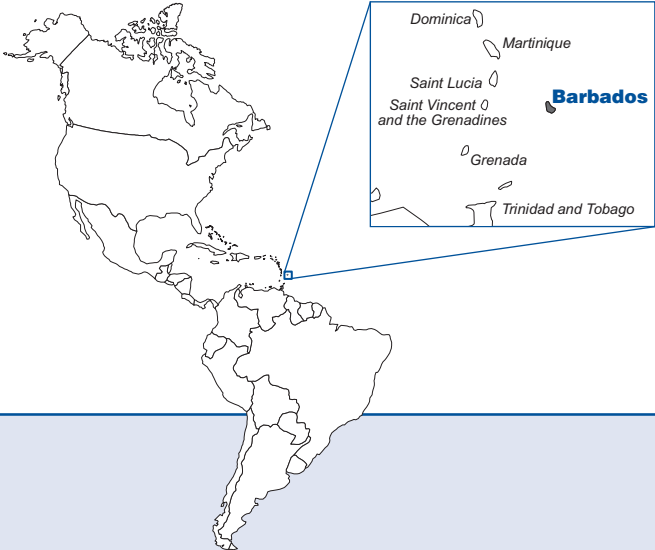 Dominica
Martinique
Saint Lucia
Barbados
Saint Vincent
and the Grenadines
Grenada
Trinidad and Tobago